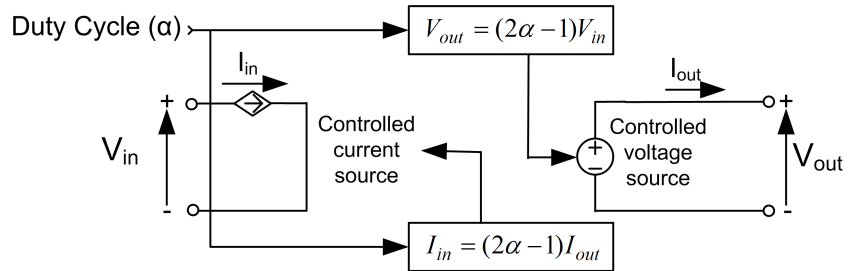 Duty Cycle (α)
V_out = (2α − 1)V_in
I_in
I_out
+
+
V_in
Controlled
current
source
+
−
Controlled
voltage
source
V_out
-
-
I_in = (2α − 1)I_out